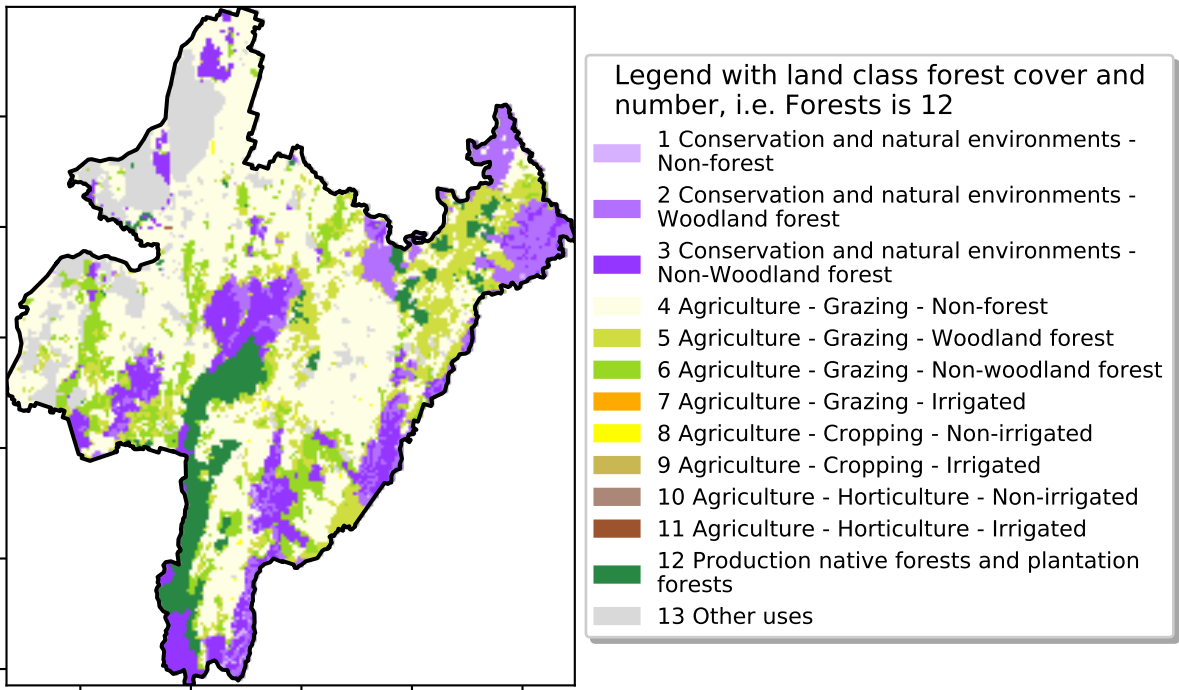 Legend with land class forest cover and
number, i.e. Forests is 12
1 Conservation and natural environments -
Non-forest
2 Conservation and natural environments -
Woodland forest
3 Conservation and natural environments -
Non-Woodland forest
4 Agriculture - Grazing - Non-forest
5 Agriculture - Grazing - Woodland forest
6 Agriculture - Grazing - Non-woodland forest
7 Agriculture - Grazing - Irrigated
8 Agriculture - Cropping - Non-irrigated
9 Agriculture - Cropping - Irrigated
10 Agriculture - Horticulture - Non-irrigated
11 Agriculture - Horticulture - Irrigated
12 Production native forests and plantation
forests
13 Other uses